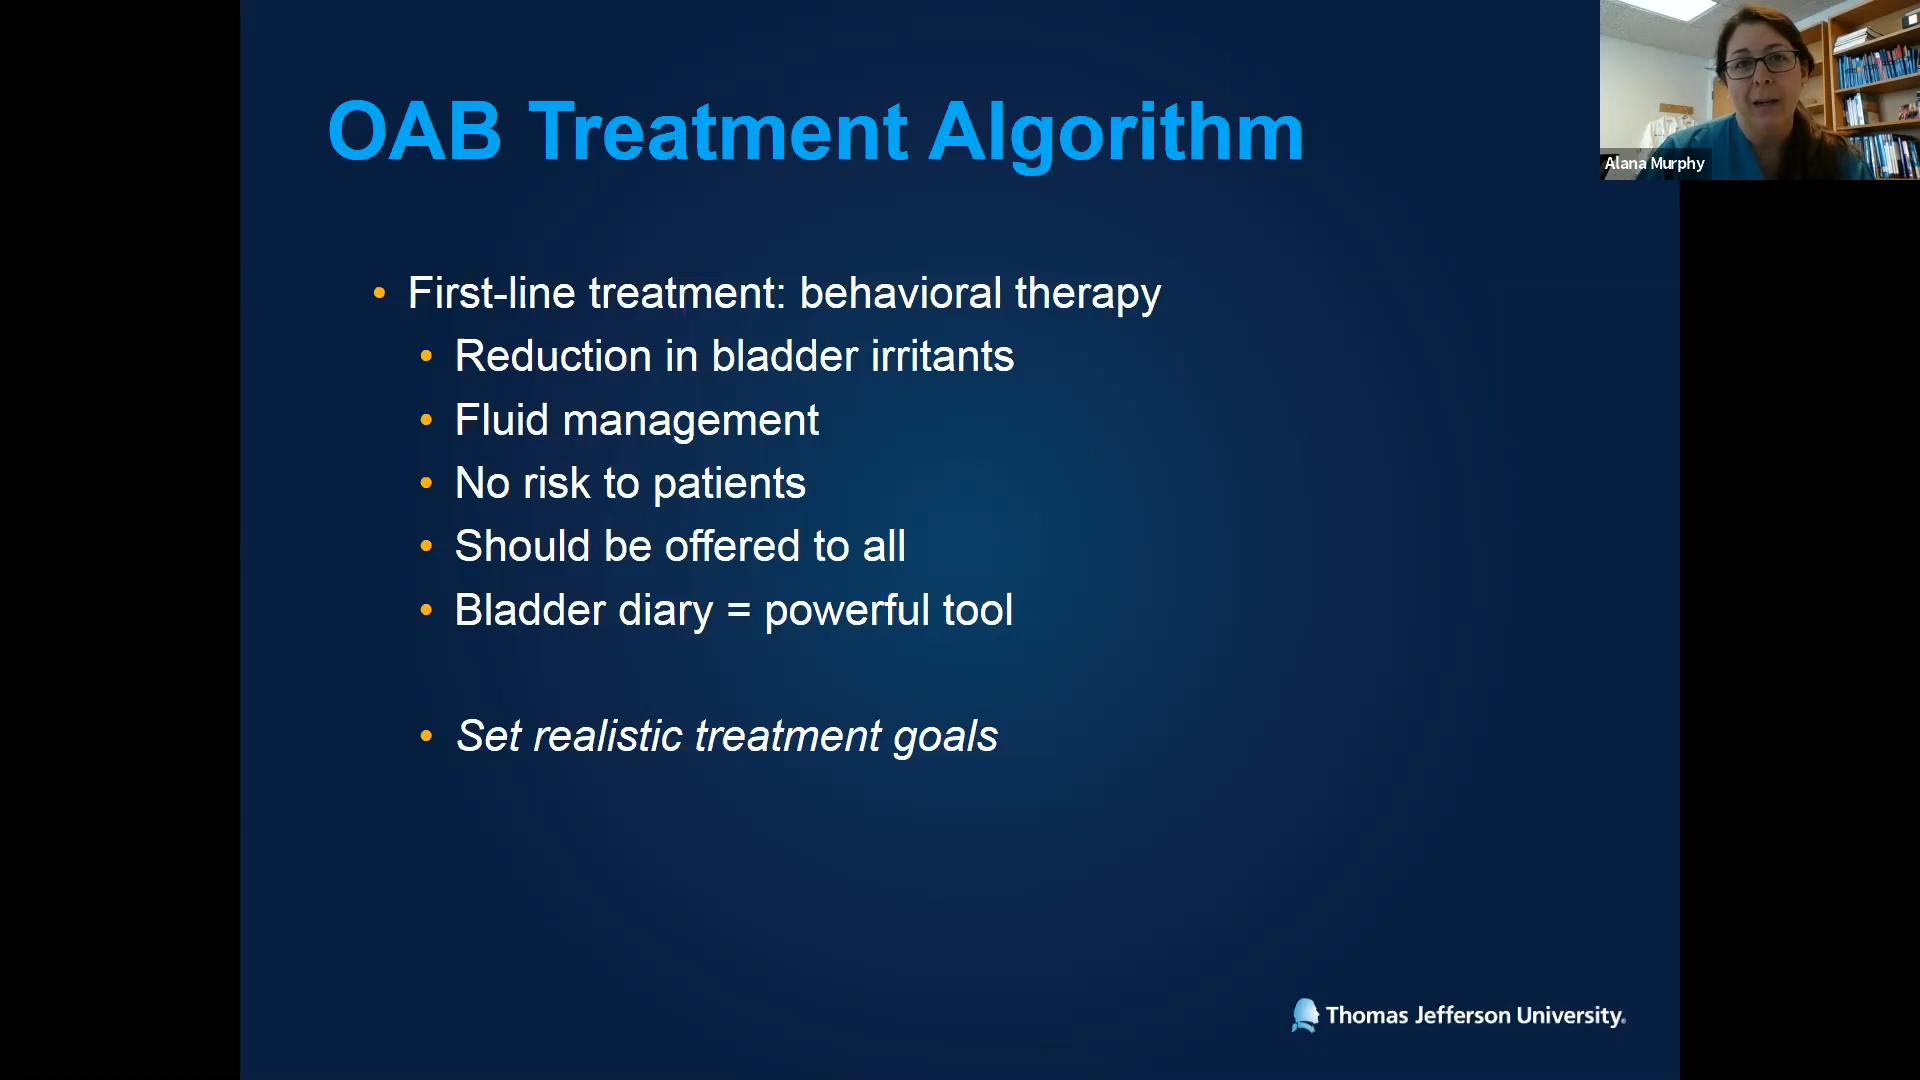 OAB Treatment Algorithm
Alana Murphy
• First-line treatment: behavioral therapy
• Reduction in bladder irritants
• Fluid management
• No risk to patients
• Should be offered to all
• Bladder diary = powerful tool
• Set realistic treatment goals
Thomas Jefferson University®